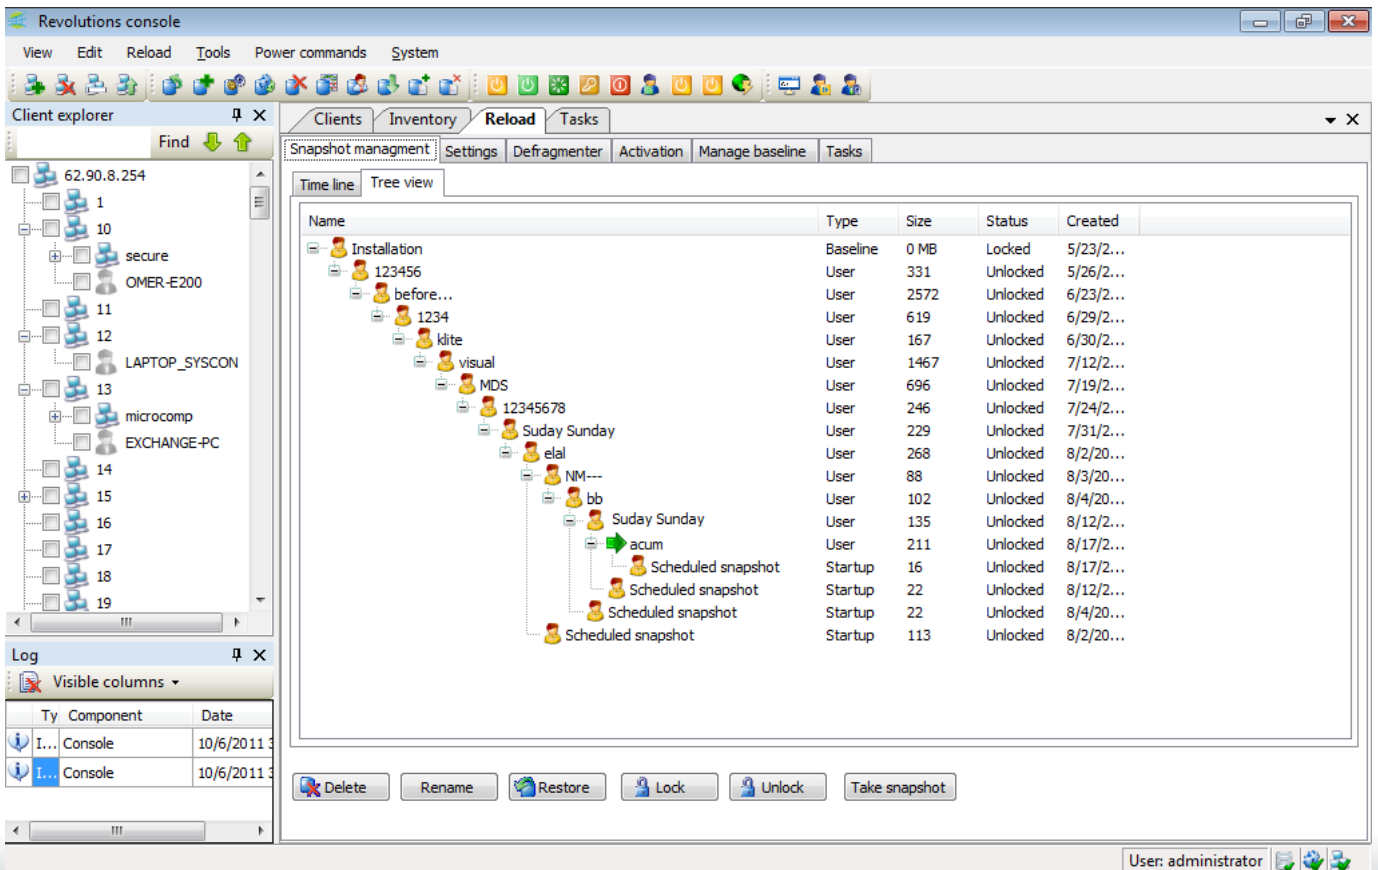 Revolutions console
View Edit Reload Tools Power commands System
Client explorer
Find
62.90.8.254
1
10
secure
OMER-E200
11
12
LAPTOP_SYSCON
13
microcomp
EXCHANGE-PC
14
15
16
17
18
19
Log
Visible columns
Ty Component Date
I... Console 10/6/2011 3
I... Console 10/6/2011 3
Clients Inventory Reload Tasks
Snapshot managment Settings Defragmenter Activation Manage baseline Tasks
Time line Tree view
Name Type Size Status Created
Installation Baseline 0 MB Locked 5/23/2...
123456 User 331 Unlocked 5/26/2...
before... User 2572 Unlocked 6/23/2...
1234 User 619 Unlocked 6/29/2...
klite User 167 Unlocked 6/30/2...
visual User 1467 Unlocked 7/12/2...
MDS User 696 Unlocked 7/19/2...
12345678 User 246 Unlocked 7/24/2...
Suday Sunday User 229 Unlocked 7/31/2...
elal User 268 Unlocked 8/2/20...
NM--- User 88 Unlocked 8/3/20...
bb User 102 Unlocked 8/4/20...
Suday Sunday User 135 Unlocked 8/12/2...
acum User 211 Unlocked 8/17/2...
Scheduled snapshot Startup 16 Unlocked 8/17/2...
Scheduled snapshot Startup 22 Unlocked 8/12/2...
Scheduled snapshot Startup 22 Unlocked 8/4/20...
Scheduled snapshot Startup 113 Unlocked 8/2/20...
Delete Rename Restore Lock Unlock Take snapshot
User: administrator